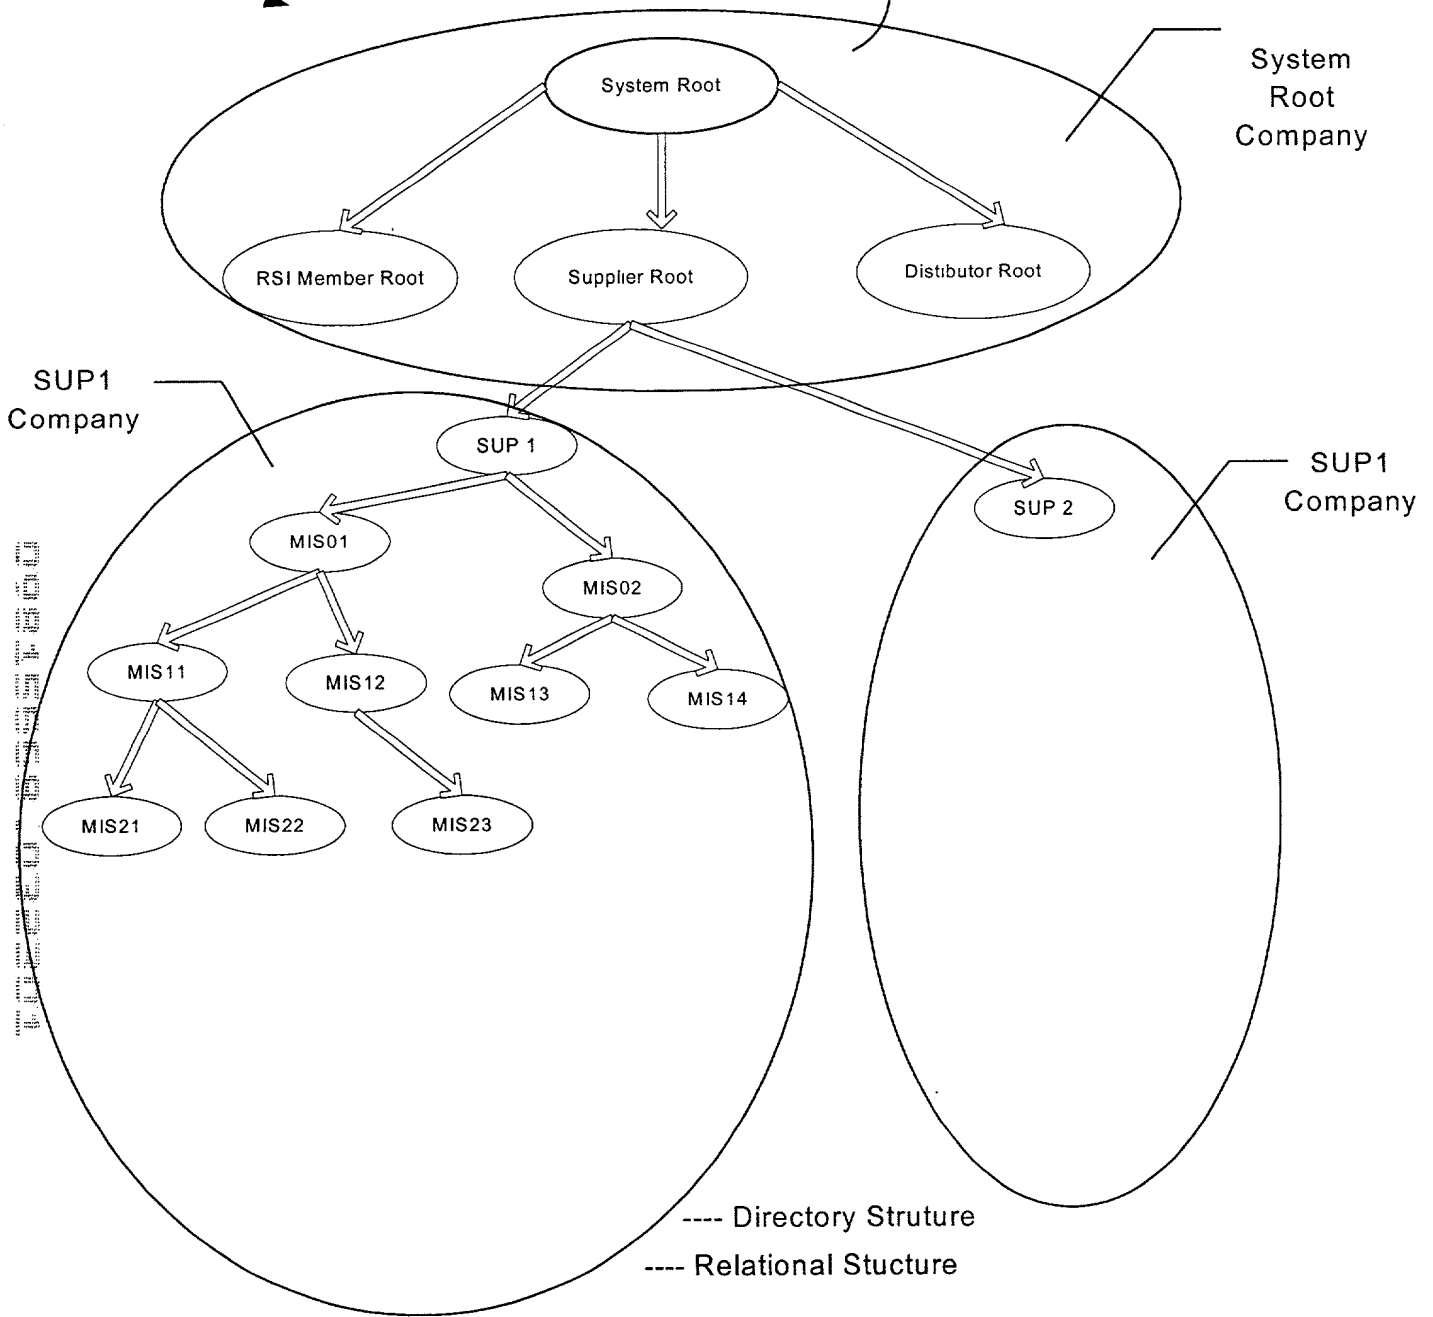 System
Root
Company
System Root
RSI Member Root
Supplier Root
Distibutor Root
SUP1
Company
SUP 1
SUP1
Company
SUP 2
MIS01
MIS02
MIS11
MIS12
MIS13
MIS14
MIS21
MIS22
MIS23
---- Directory Struture
---- Relational Stucture